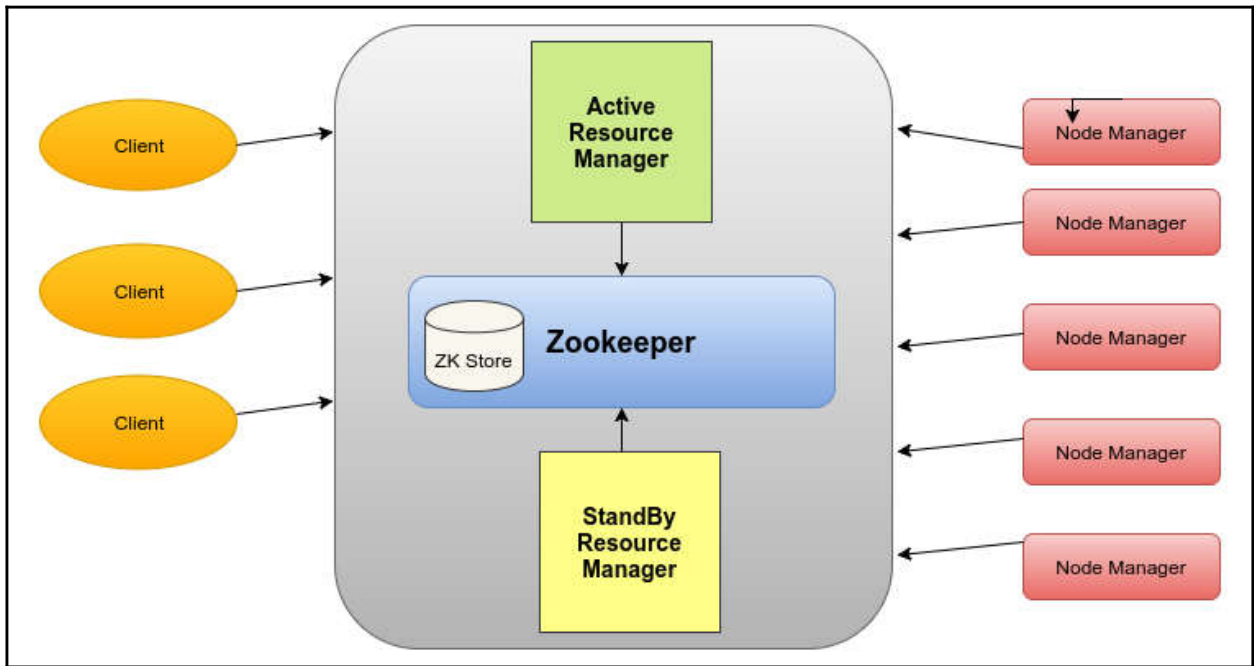 Active
Resource
Manager
Client
Client
Client
ZK Store
Zookeeper
StandBy
Resource
Manager
Node Manager
Node Manager
Node Manager
Node Manager
Node Manager